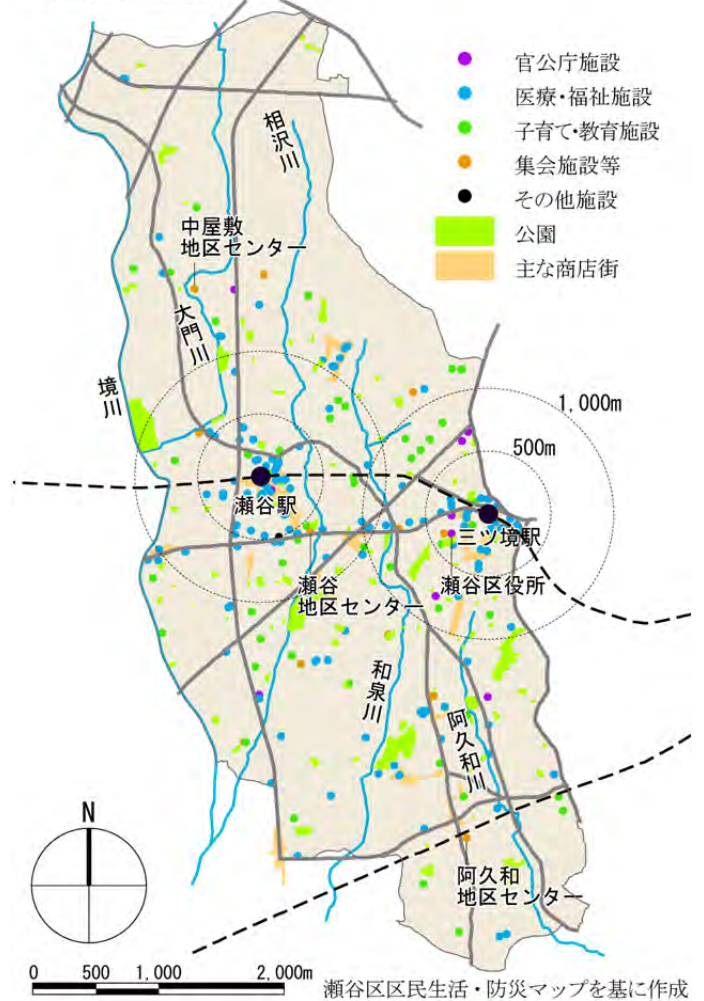 官公庁施設
医療・福祉施設
子育て・教育施設
集会施設等
その他施設
公園
主な商店街
相沢川
中屋敷
地区センター
大門川
境川
1,000m
500m
瀬谷駅
三ツ境駅
瀬谷
地区センター
瀬谷区役所
和泉川
阿久和川
N
阿久和
地区センター
0 500 1,000 2,000m
瀬谷区区民生活・防災マップを基に作成